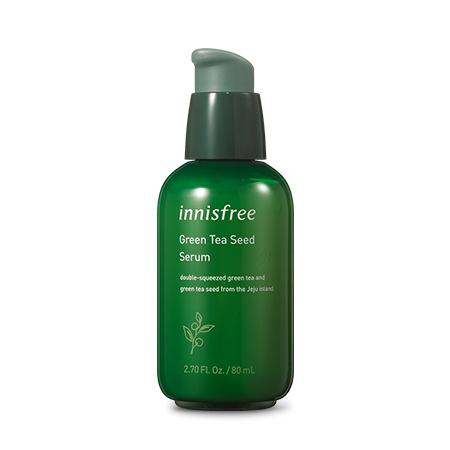 innisfree
Green Tea Seed
Serum
double-squeezed green tea and
green tea seed from the Jeju island
2.70 FL. Oz. / 80 mL